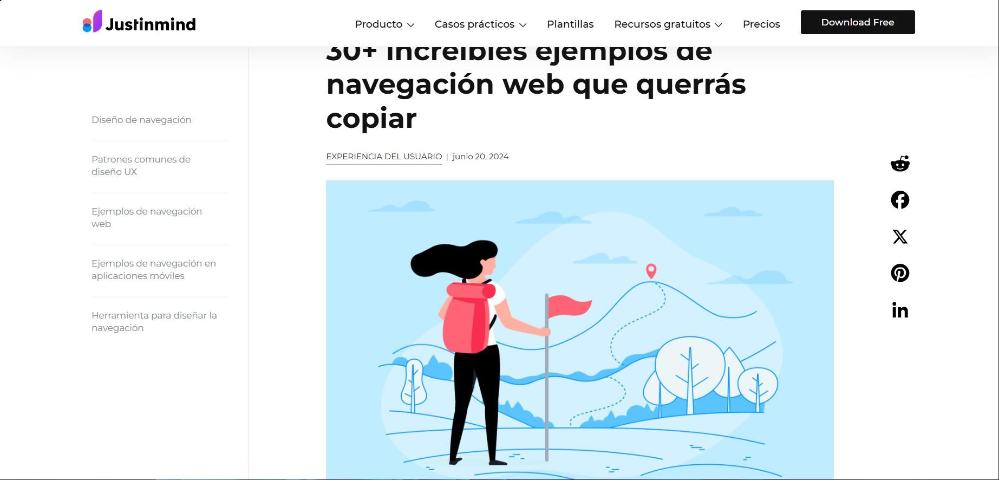 Justinmind
Producto
Casos prácticos
Plantillas
Recursos gratuitos
Precios
Download Free
30+ increíbles ejemplos de
navegación web que querrás
copiar
EXPERIENCIA DEL USUARIO | junio 20, 2024
Diseño de navegación
Patrones comunes de
diseño UX
Ejemplos de navegación
web
Ejemplos de navegación en
aplicaciones móviles
Herramienta para diseñar la
navegación